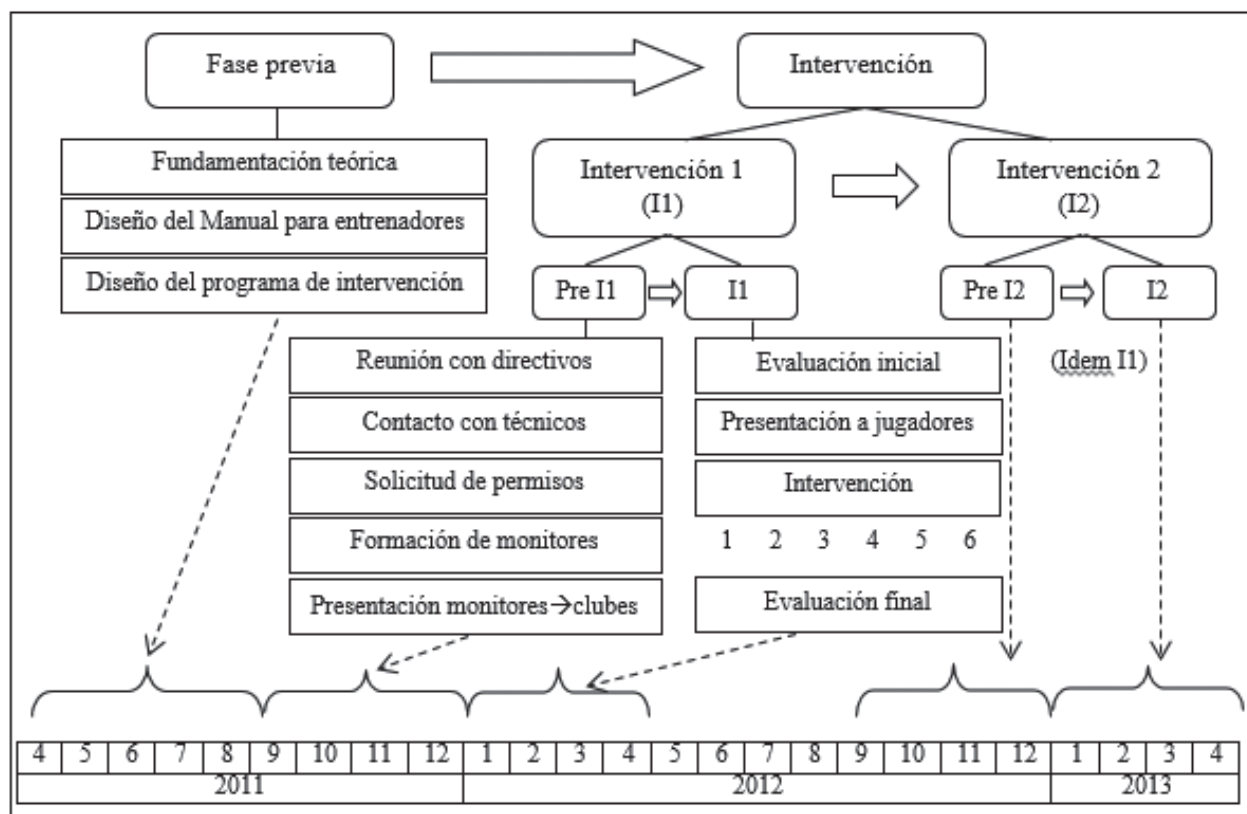 Fase previa
Intervención
Fundamentación teórica
Diseño del Manual para entrenadores
Diseño del programa de intervención
Intervención 1
(I1)
Intervención 2
(I2)
Pre I1
I1
Pre I2
I2
Reunión con directivos
Contacto con técnicos
Solicitud de permisos
Formación de monitores
Presentación monitores→clubes
Evaluación inicial
Presentación a jugadores
Intervención
1 2 3 4 5 6
Evaluación final
(Idem I1)
4 5 6 7 8 9 10 11 12 1 2 3 4 5 6 7 8 9 10 11 12 1 2 3 4
2011 2012 2013